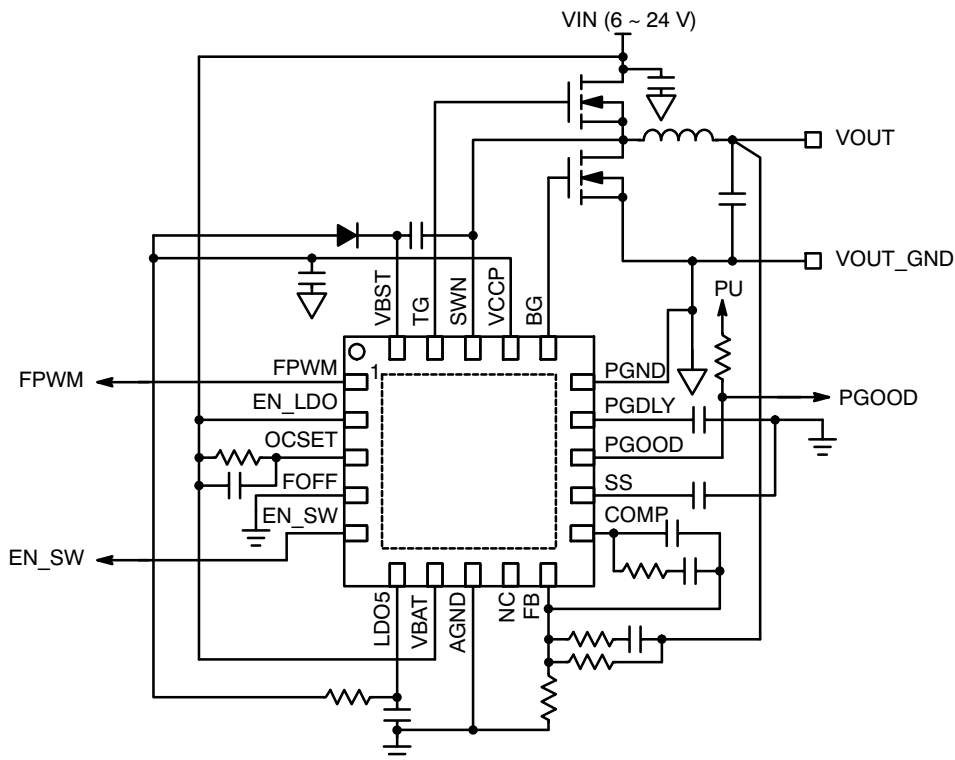 VIN (6 ~ 24 V)
VOUT
VOUT_GND
PU
VBST
TG
SWN
VCCP
BG
1
FPWM
FPWM
EN_LDO
OCSET
FOFF
EN_SW
EN_SW
PGND
PGDLY
PGOOD
PGOOD
SS
COMP
LDO5
VBAT
AGND
NC
FB